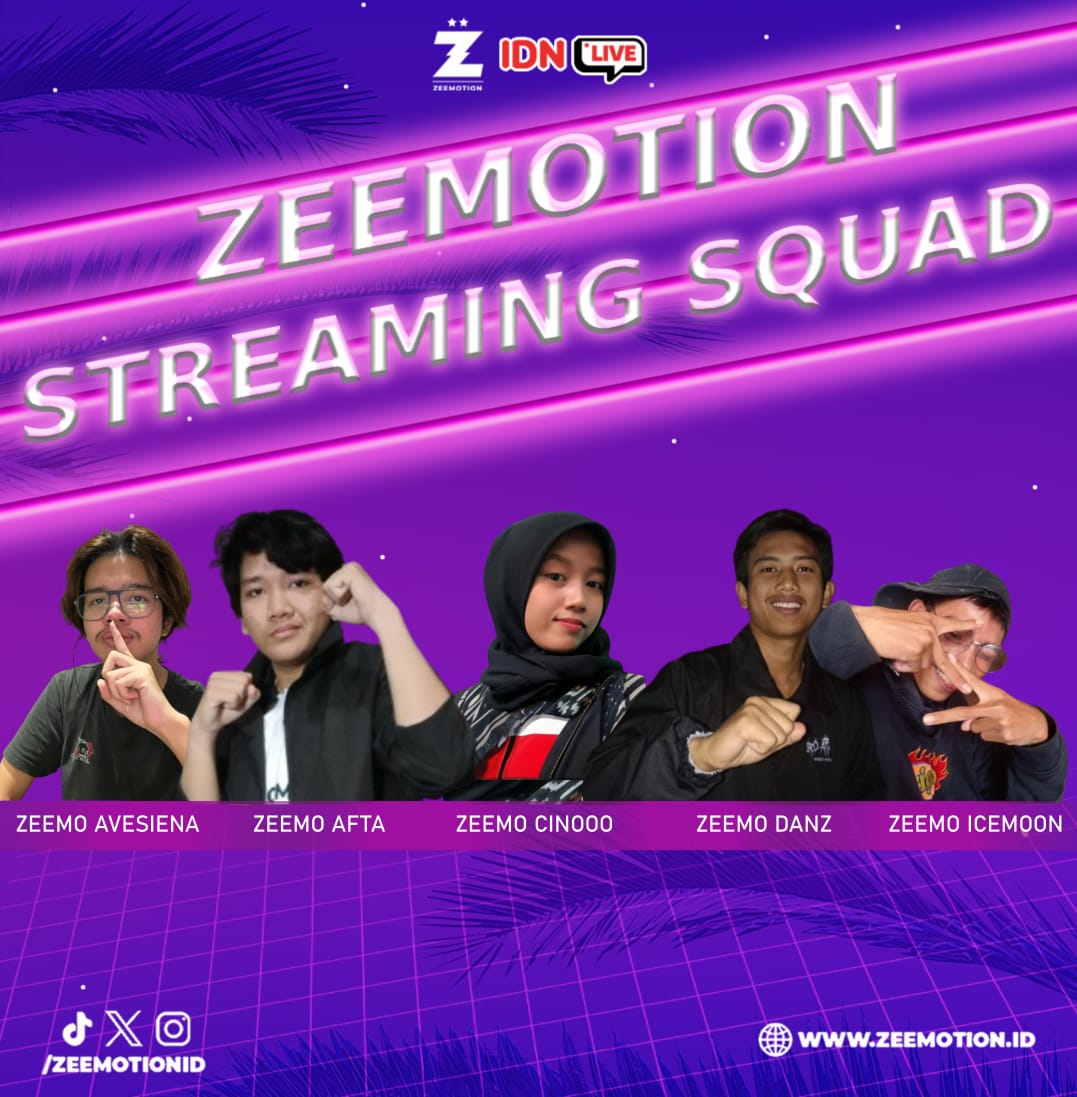 ZEEMOTION
IDN LIVE
ZEEMOTION
STREAMING SQUAD
ZEEMO AVESIENA
ZEEMO AFTA
ZEEMO CINOOO
ZEEMO DANZ
ZEEMO ICEMOON
/ZEEMOTIONID
WWW.ZEEMOTION.ID